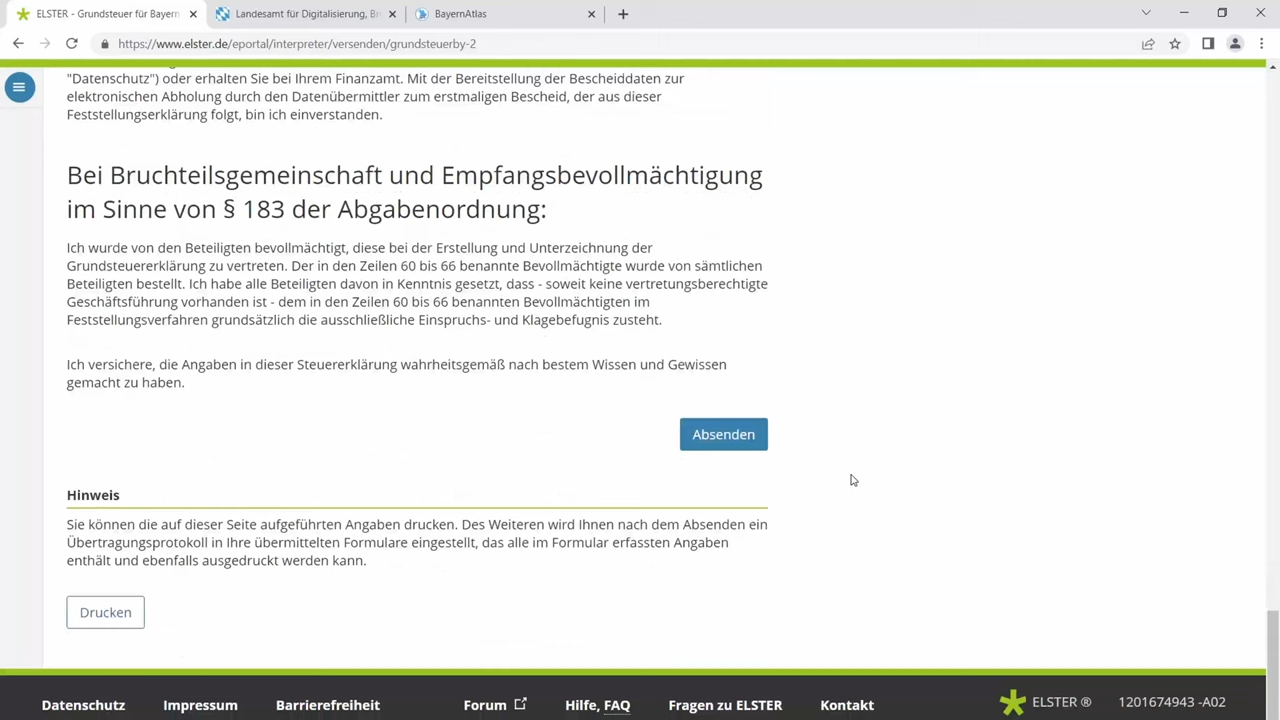 ELSTER - Grundsteuer für Bayern
Landesamt für Digitalisierung, B
BayernAtlas
https://www.elster.de/eportal/interpreter/versenden/grundsteuerby-2
"Datenschutz") oder erhalten Sie bei Ihrem Finanzamt. Mit der Bereitstellung der Bescheiddaten zur
elektronischen Abholung durch den Datenübermittler zum erstmaligen Bescheid, der aus dieser
Feststellungserklärung folgt, bin ich einverstanden.
Bei Bruchteilsgemeinschaft und Empfangsbevollmächtigung
im Sinne von § 183 der Abgabenordnung:
Ich wurde von den Beteiligten bevollmächtigt, diese bei der Erstellung und Unterzeichnung der
Grundsteuererklärung zu vertreten. Der in den Zeilen 60 bis 66 benannte Bevollmächtigte wurde von sämtlichen
Beteiligten bestellt. Ich habe alle Beteiligten davon in Kenntnis gesetzt, dass - soweit keine vertretungsberechtigte
Geschäftsführung vorhanden ist - dem in den Zeilen 60 bis 66 benannten Bevollmächtigten im
Feststellungsverfahren grundsätzlich die ausschließliche Einspruchs- und Klagebefugnis zusteht.
Ich versichere, die Angaben in dieser Steuererklärung wahrheitsgemäß nach bestem Wissen und Gewissen
gemacht zu haben.
Absenden
Hinweis
Sie können die auf dieser Seite aufgeführten Angaben drucken. Des Weiteren wird Ihnen nach dem Absenden ein
Übertragungsprotokoll in Ihre übermittelten Formulare eingestellt, das alle im Formular erfassten Angaben
enthält und ebenfalls ausgedruckt werden kann.
Drucken
Datenschutz Impressum Barrierefreiheit Forum Hilfe, FAQ Fragen zu ELSTER Kontakt ELSTER ® 1201674943 -A02